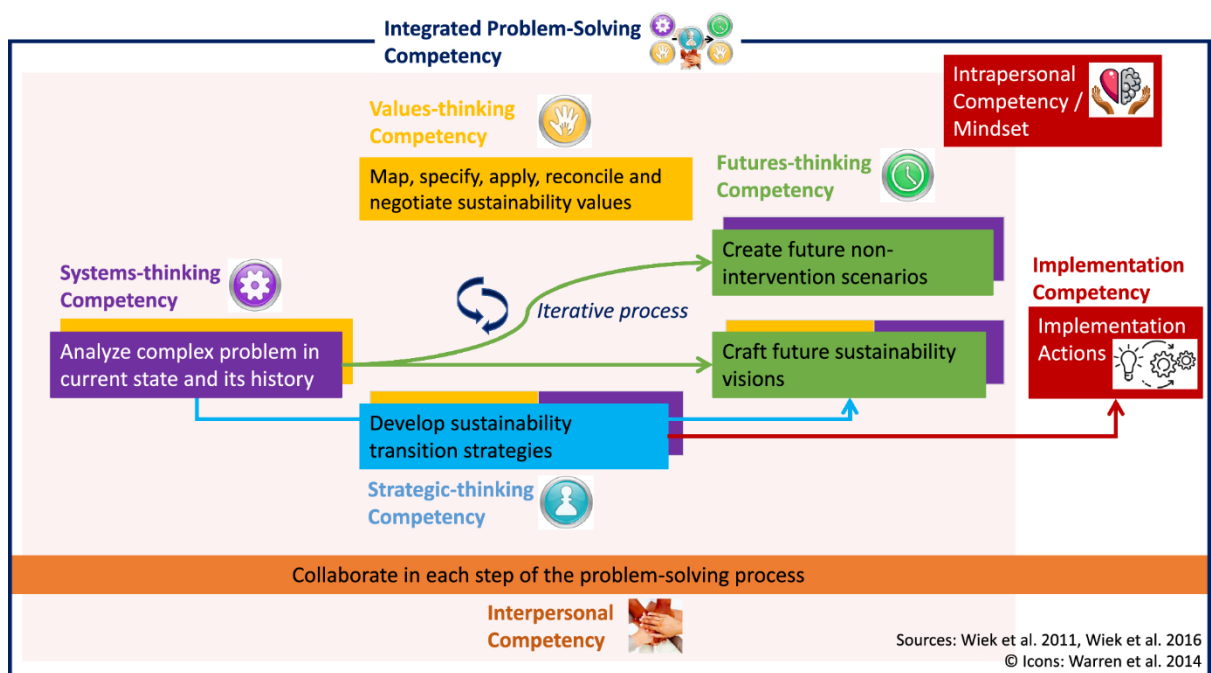 Integrated Problem-Solving
Competency
Intrapersonal
Competency /
Mindset
Values-thinking
Competency
Map, specify, apply, reconcile and
negotiate sustainability values
Futures-thinking
Competency
Create future non-
intervention scenarios
Systems-thinking
Competency
Iterative process
Implementation
Competency
Analyze complex problem in
current state and its history
Craft future sustainability
visions
Implementation
Actions
Develop sustainability
transition strategies
Strategic-thinking
Competency
Collaborate in each step of the problem-solving process
Interpersonal
Competency
Sources: Wiek et al. 2011, Wiek et al. 2016
© Icons: Warren et al. 2014